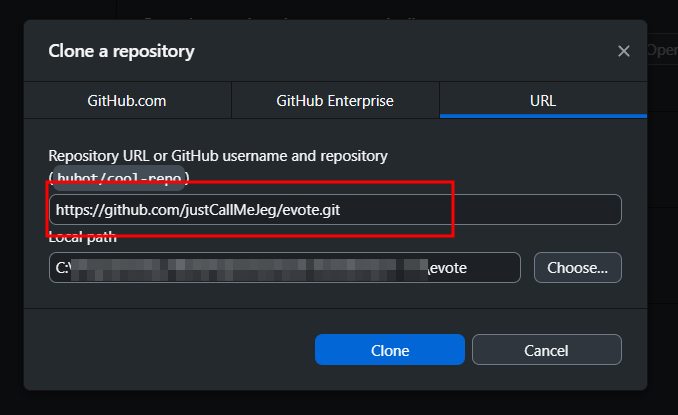 Clone a repository
GitHub.com
GitHub Enterprise
URL
Repository URL or GitHub username and repository
(hubot/cool-repo)
https://github.com/justCallMeJeg/evote.git
Local path
C:\ \evote
Choose...
Clone
Cancel
Open